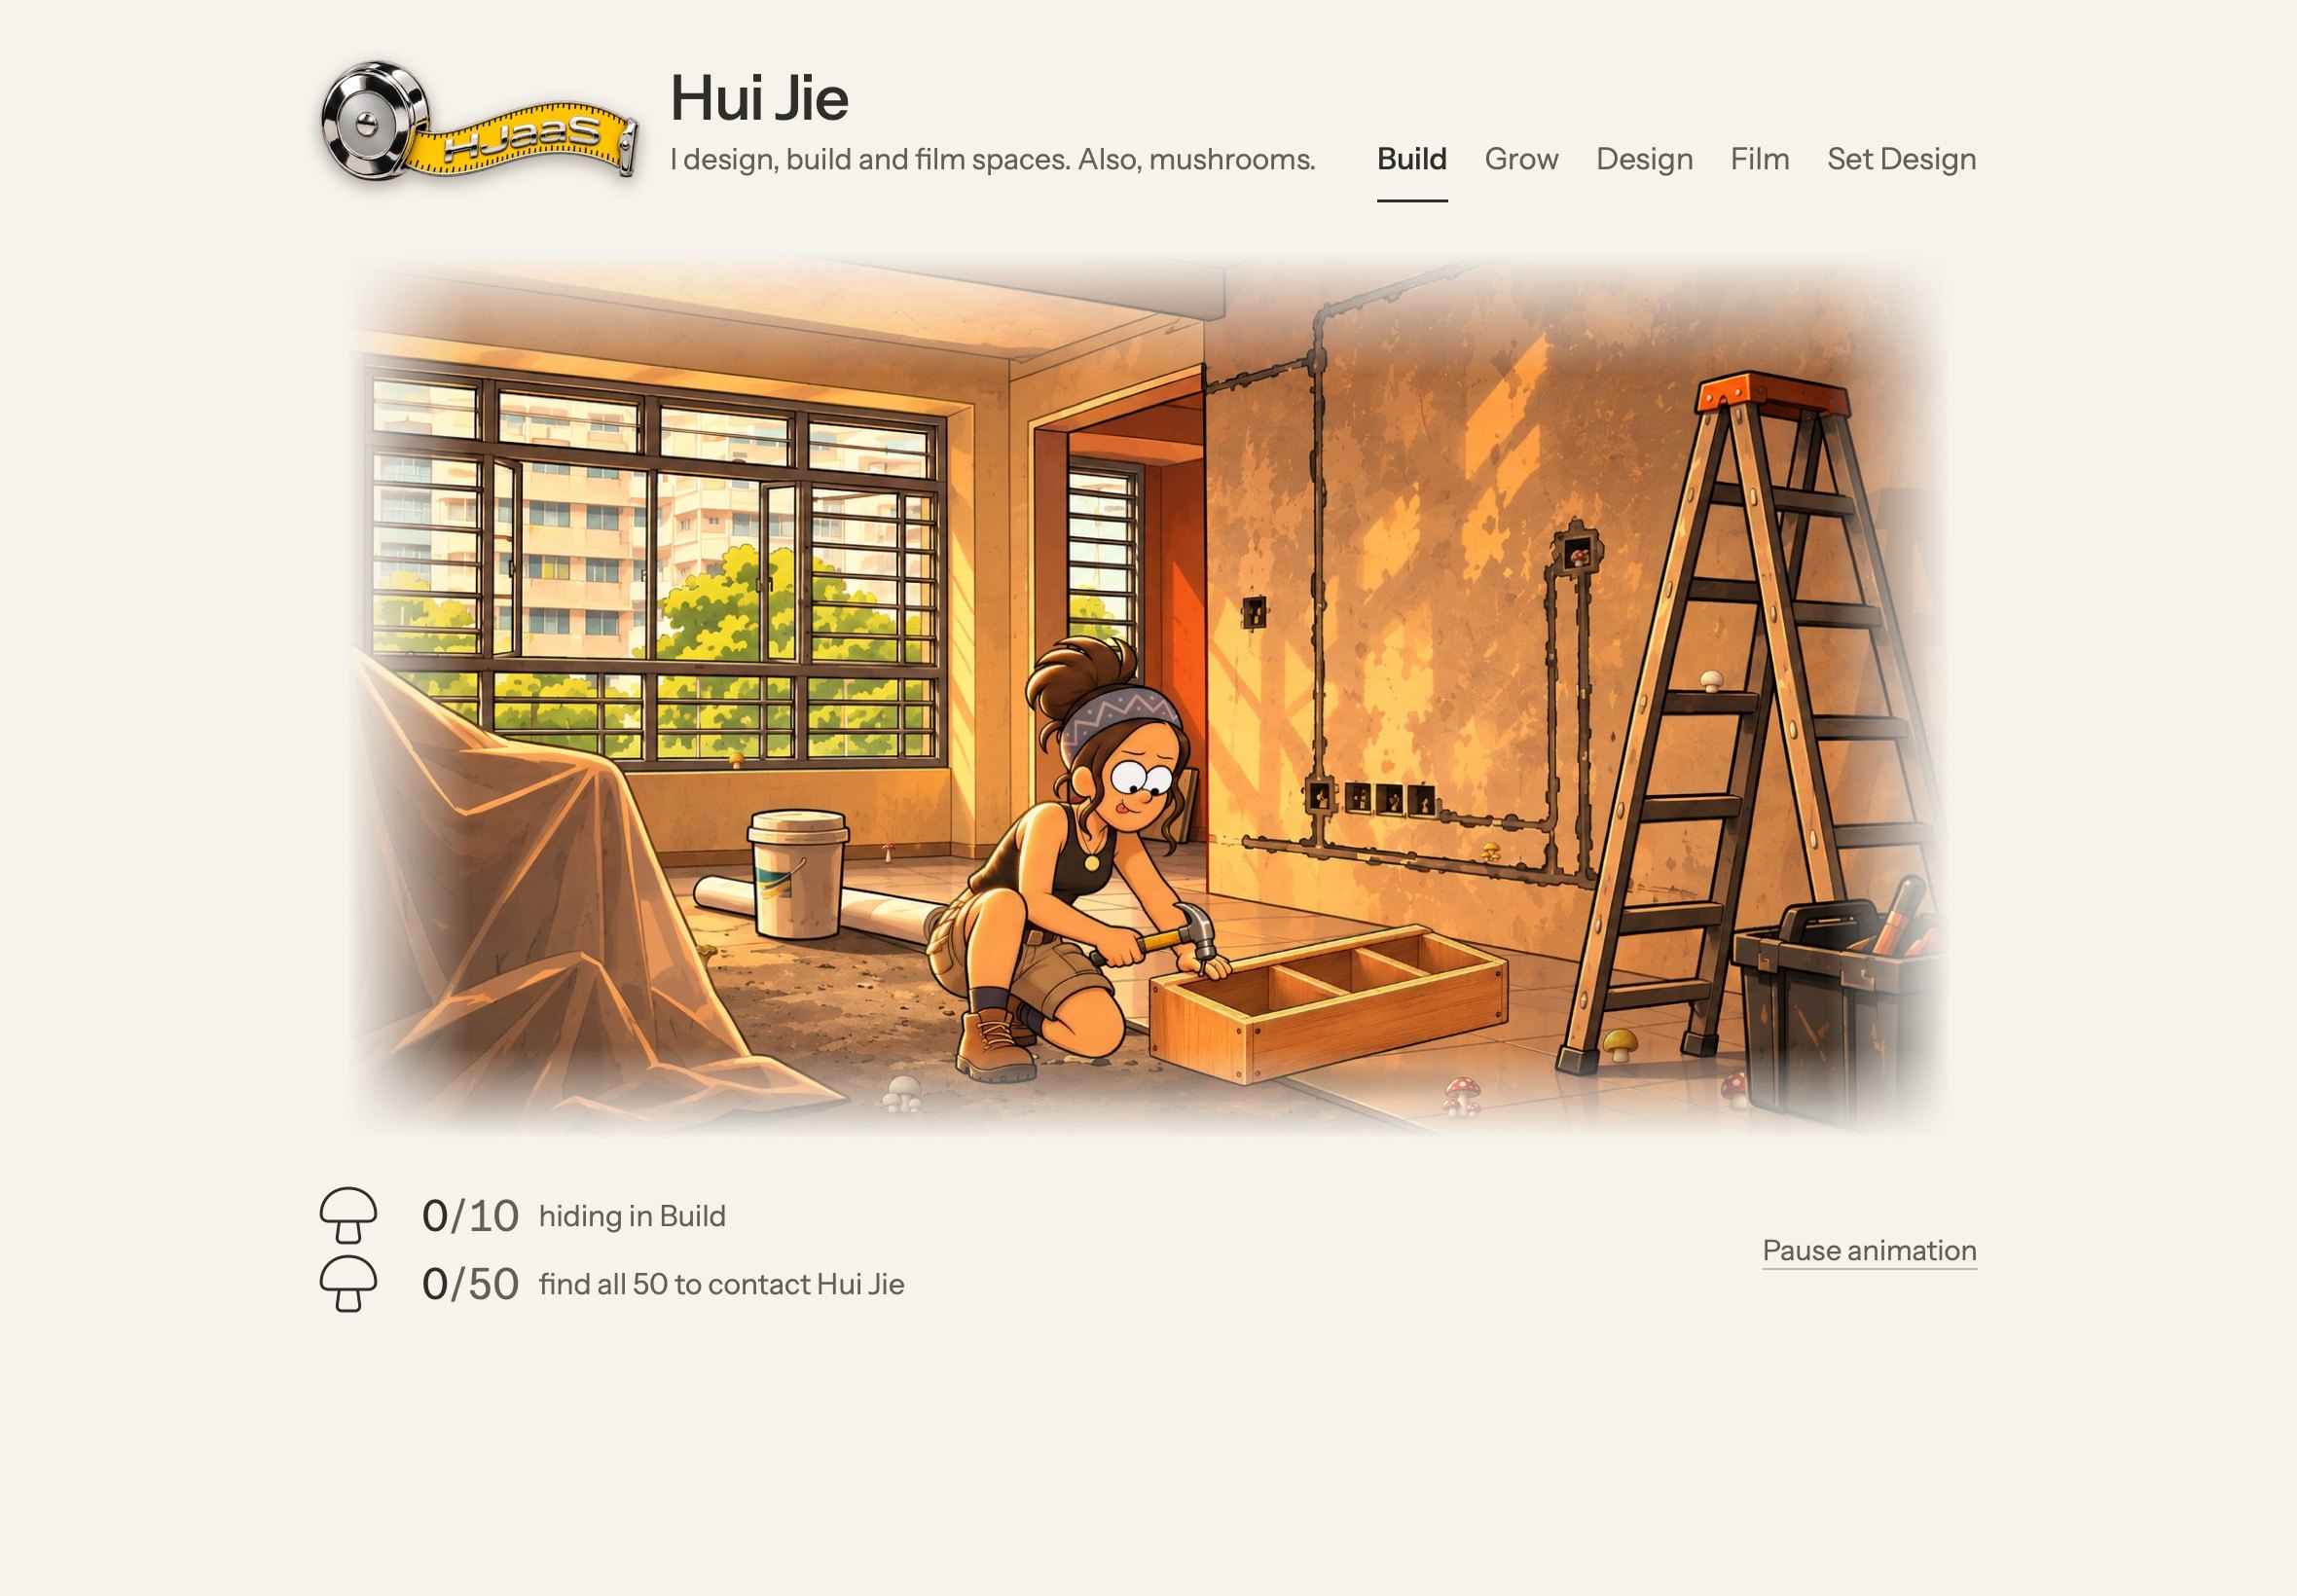 HJaaS
Hui Jie
I design, build and film spaces. Also, mushrooms.
Build
Grow
Design
Film
Set Design
0/10 hiding in Build
0/50 find all 50 to contact Hui Jie
Pause animation